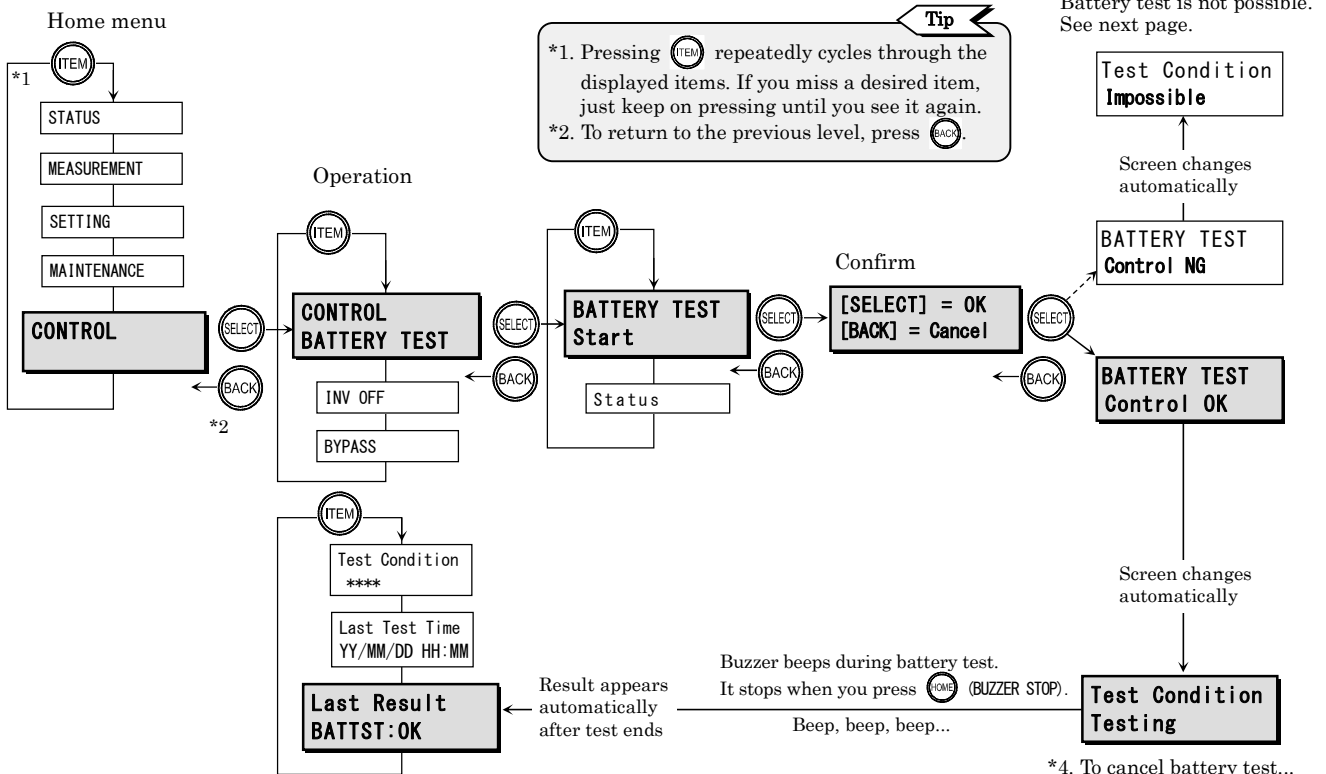 Home menu
ITEM
*1
STATUS
MEASUREMENT
SETTING
MAINTENANCE
CONTROL
SELECT
BACK
*2
Tip
*1. Pressing ITEM repeatedly cycles through the
displayed items. If you miss a desired item,
just keep on pressing until you see it again.
*2. To return to the previous level, press BACK.
Operation
ITEM
CONTROL
BATTERY TEST
INV OFF
BYPASS
SELECT
BACK
ITEM
BATTERY TEST
Start
Status
SELECT
BACK
Confirm
[SELECT] = OK
[BACK] = Cancel
SELECT
BACK
Battery test is not possible.
See next page.
Test Condition
Impossible
Screen changes
automatically
BATTERY TEST
Control NG
BATTERY TEST
Control OK
Screen changes
automatically
Test Condition
Testing
*4. To cancel battery test...
Buzzer beeps during battery test.
It stops when you press HOME (BUZZER STOP).
Beep, beep, beep...
Result appears
automatically
after test ends
ITEM
Test Condition
****
Last Test Time
YY/MM/DD HH:MM
Last Result
BATTST:OK